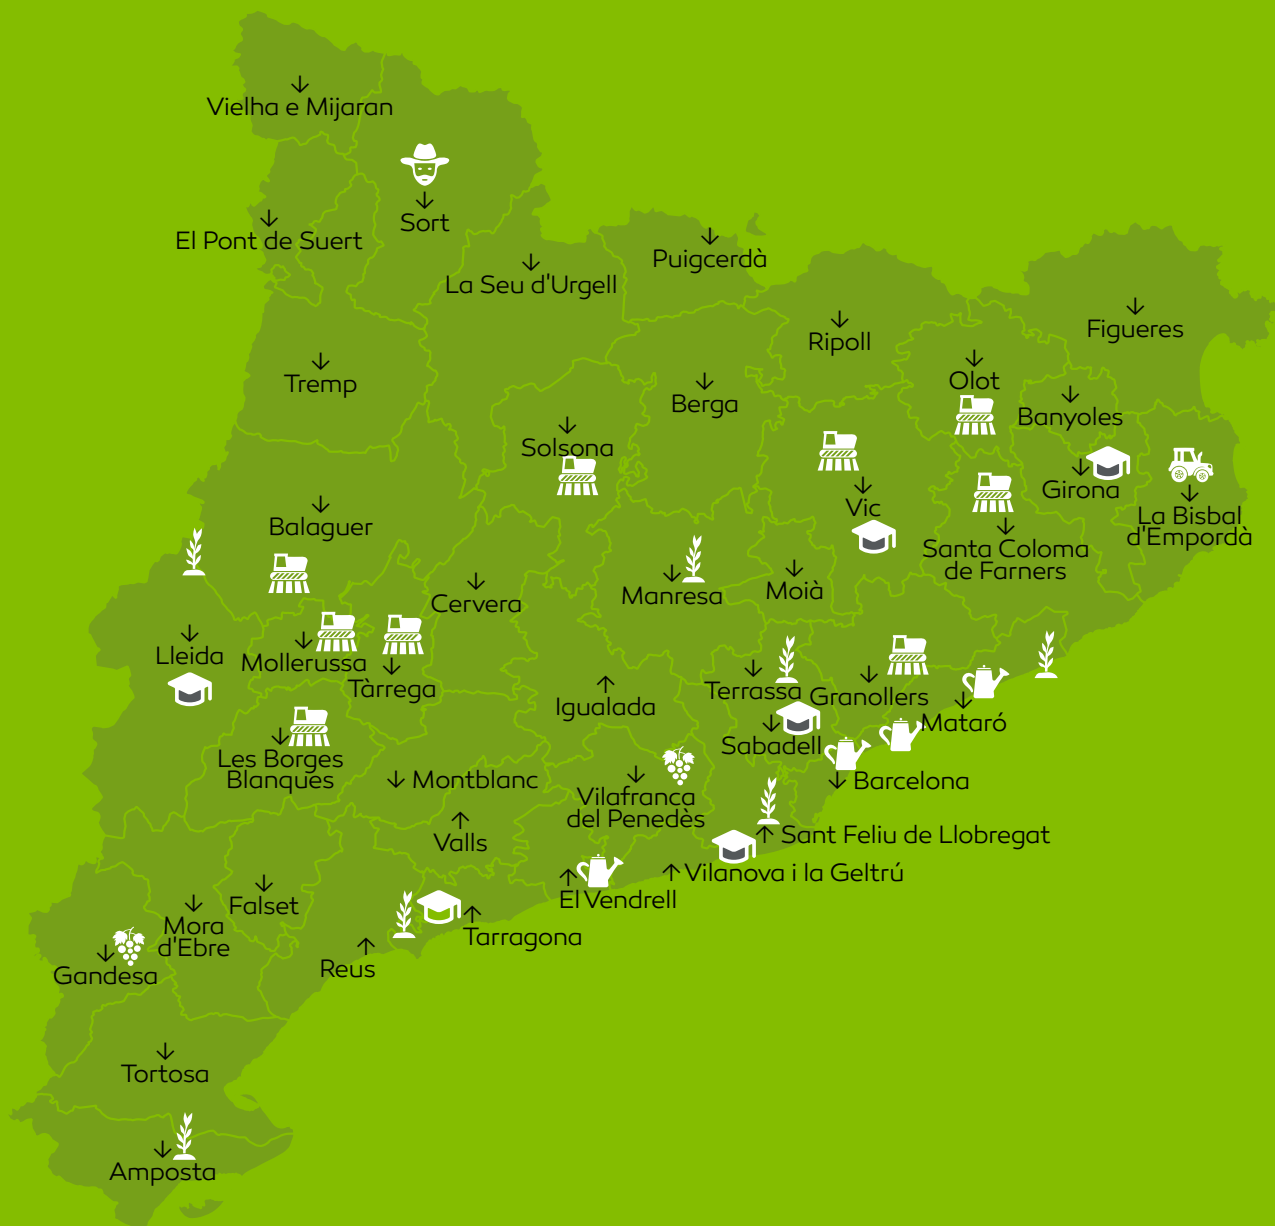 Vielha e Mijaran
Sort
El Pont de Suert
La Seu d'Urgell
Puigcerdà
Ripoll
Figueres
Tremp
Berga
Olot
Banyoles
Solsona
Girona
Vic
La Bisbal
d'Empordà
Balaguer
Santa Coloma
de Farners
Cervera
Manresa
Moià
Lleida
Mollerussa
Tàrrega
Terrassa
Granollers
Igualada
Mataró
Sabadell
Les Borges
Blanques
Montblanc
Barcelona
Vilafranca
del Penedès
Valls
Sant Feliu de Llobregat
Vilanova i la Geltrú
El Vendrell
Falset
Mora
d'Ebre
Tarragona
Reus
Gandesa
Tortosa
Amposta